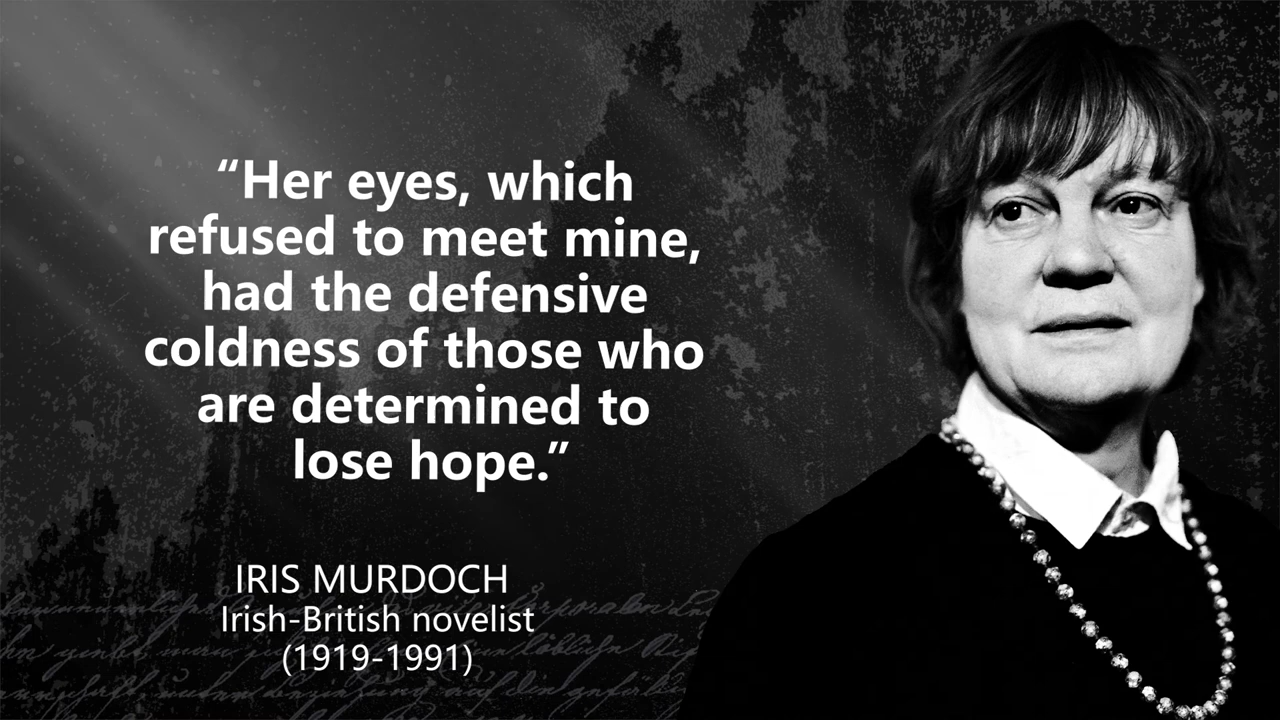 “Her eyes, which
refused to meet mine,
had the defensive
coldness of those who
are determined to
lose hope.”
IRIS MURDOCH
Irish-British novelist
(1919-1991)